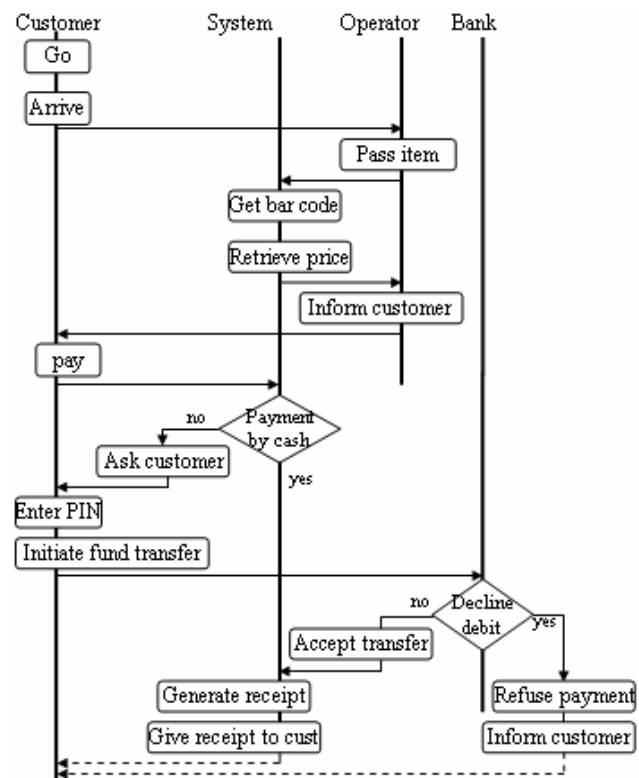 Customer System Operator Bank
Go
Arrive
Pass item
Get bar code
Retrieve price
Inform customer
pay
no
Payment
by cash
Ask customer
yes
Enter PIN
Initiate fund transfer
no
Decline
debit
yes
Accept transfer
Generate receipt
Refuse payment
Give receipt to cust
Inform customer